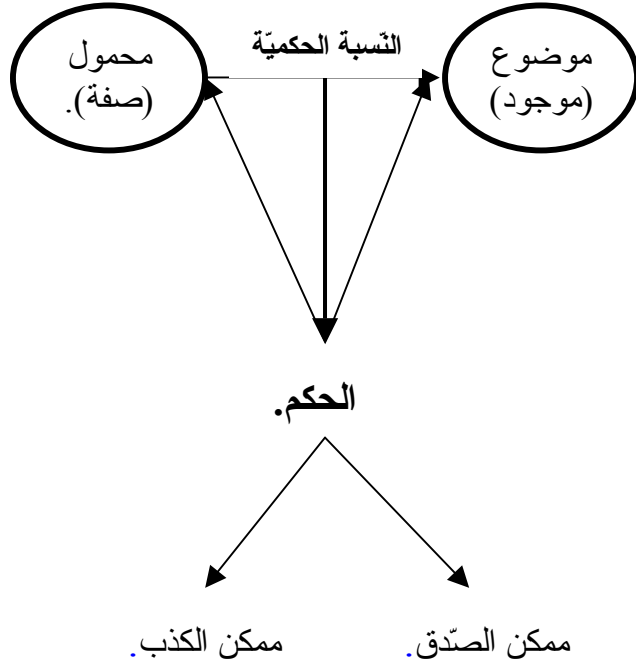 موضوع
(موجود)
النّسبة الحكميّة
محمول
(صفة).
الحكم.
ممكن الصّدق.
ممكن الكذب.